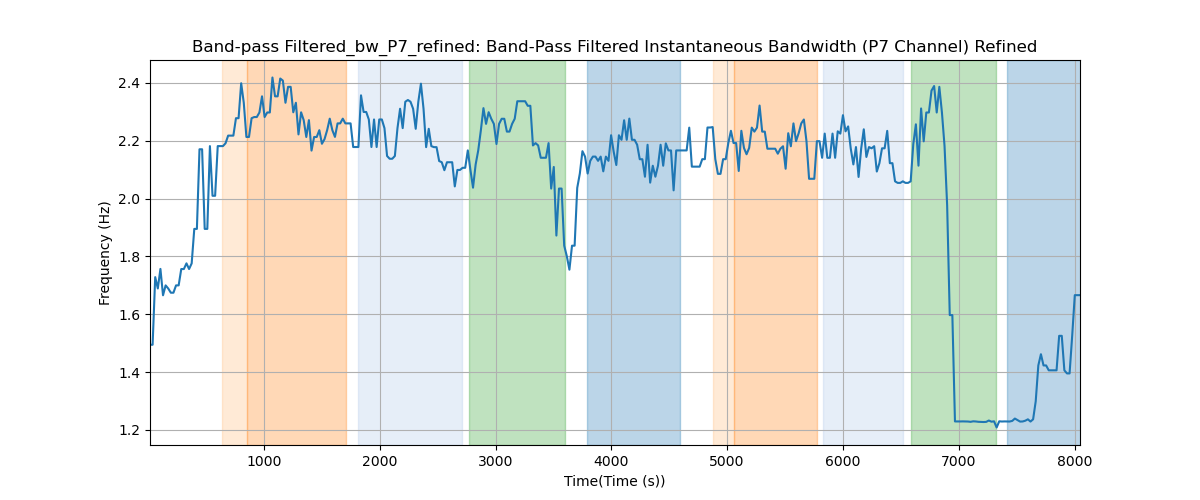 Band-pass Filtered_bw_P7_refined: Band-Pass Filtered Instantaneous Bandwidth (P7 Channel) Refined
2.4
2.2
2.0
1.8
1.6
1.4
1.2
Frequency (Hz)
1000 2000 3000 4000 5000 6000 7000 8000
Time(Time (s))